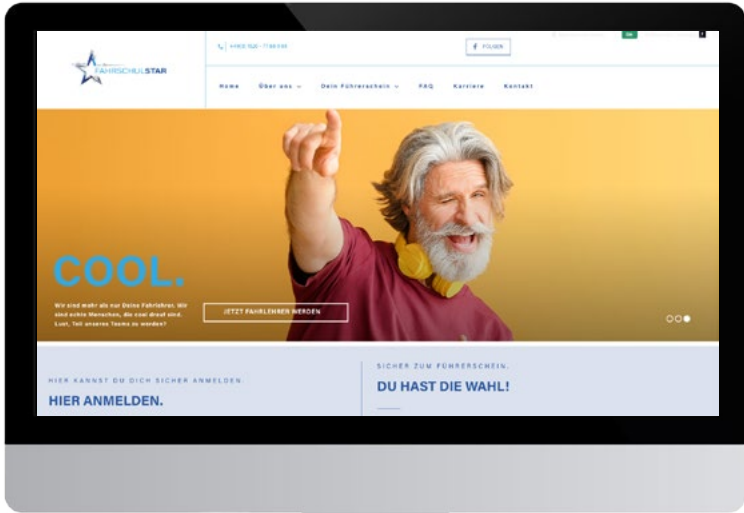 FAHRSCHULSTAR
FOLGEN
Home Über uns Dein Führerschein FAQ Karriere Kontakt
COOL.
Wir sind mehr als nur Deine Fahrlehrer. Wir
sind echte Menschen, die cool drauf sind.
Lust, Teil unseres Teams zu werden?
JETZT FAHRLEHRER WERDEN
HIER KANNST DU DICH SICHER ANMELDEN.
HIER ANMELDEN.
SICHER ZUM FÜHRERSCHEIN.
DU HAST DIE WAHL!